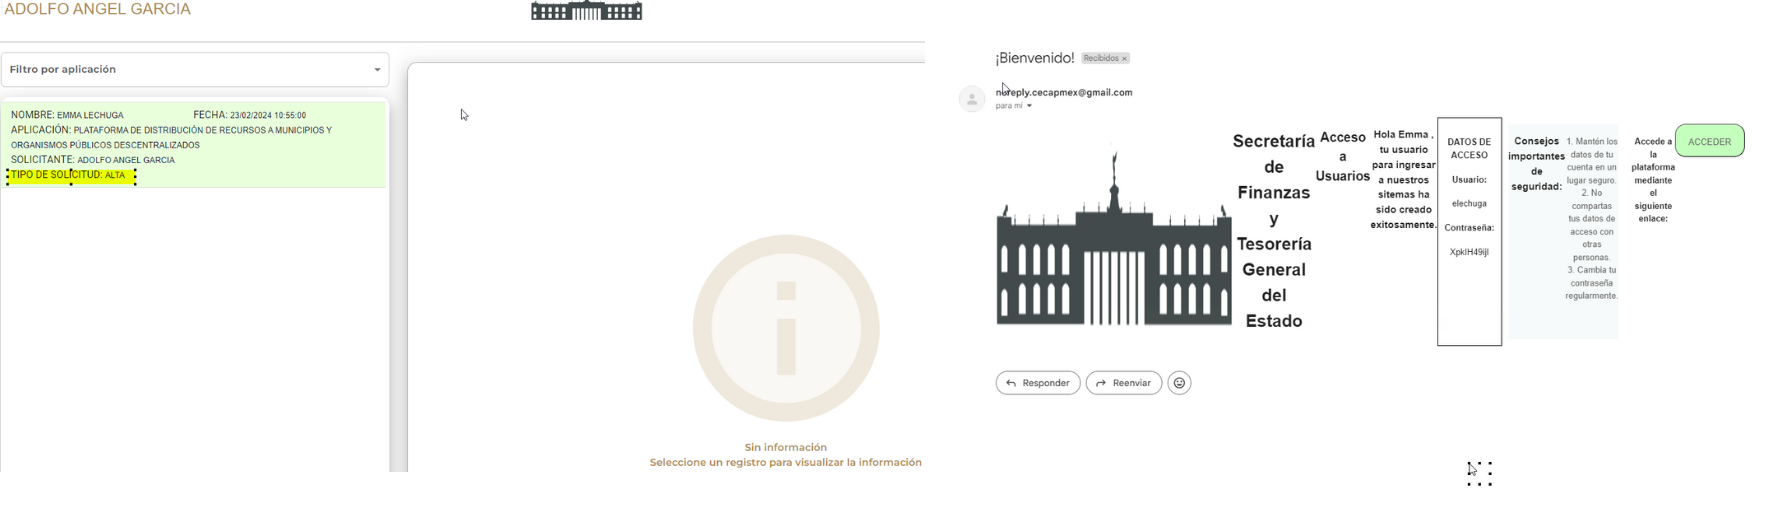 ADOLFO ANGEL GARCIA
Filtro por aplicación
NOMBRE: EMMA LECHUGA FECHA: 23/02/2024 10:55:00
APLICACIÓN: PLATAFORMA DE DISTRIBUCIÓN DE RECURSOS A MUNICIPIOS Y
ORGANISMOS PÚBLICOS DESCENTRALIZADOS
SOLICITANTE: ADOLFO ANGEL GARCIA
TIPO DE SOLICITUD: ALTA
Sin información
Seleccione un registro para visualizar la información
¡Bienvenido! Recibidos ×
noreply.cecapmex@gmail.com
para mí
Secretaría
de
Finanzas
y
Tesorería
General
del
Estado
Acceso
a
Usuarios
Hola Emma ,
tu usuario
para ingresar
a nuestros
sitemas ha
sido creado
exitosamente.
DATOS DE
ACCESO
Usuario:
elechuga
Contraseña:
XpkIH49ijl
Consejos
importantes
de
seguridad:
1. Mantén los
datos de tu
cuenta en un
lugar seguro.
2. No
compartas
tus datos de
acceso con
otras
personas.
3. Cambia tu
contraseña
regularmente.
Accede a
la
plataforma
mediante
el
siguiente
enlace:
ACCEDER
Responder
Reenviar